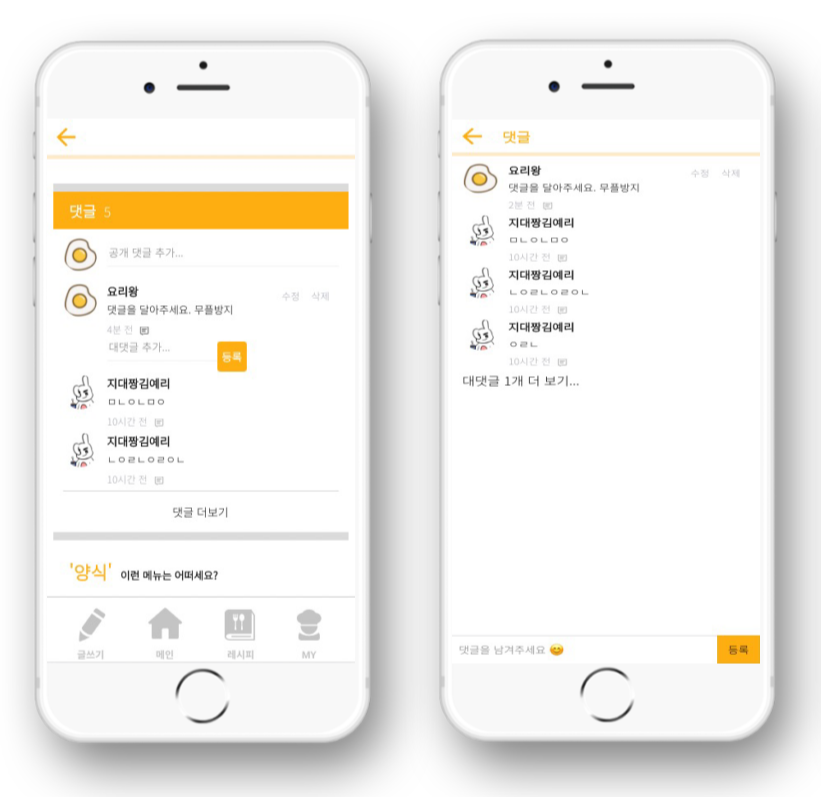 댓글 5
공개 댓글 추가...
요리왕
수정 삭제
댓글을 달아주세요. 무플방지
4분 전
대댓글 추가...
등록
지대짱김예리
ㅁㄴㅇㄴㅁㅇ
10시간 전
지대짱김예리
ㄴㅇㄹㄴㅇㄹㅇㄴ
10시간 전
댓글 더보기
'양식' 이런 메뉴는 어떠세요?
글쓰기 메인 레시피 MY
댓글
요리왕
수정 삭제
댓글을 달아주세요. 무플방지
2분 전
지대짱김예리
ㅁㄴㅇㄴㅁㅇ
10시간 전
지대짱김예리
ㄴㅇㄹㄴㅇㄹㅇㄴ
10시간 전
지대짱김예리
ㅇㄹㄴ
10시간 전
대댓글 1개 더 보기...
댓글을 남겨주세요 😊
등록